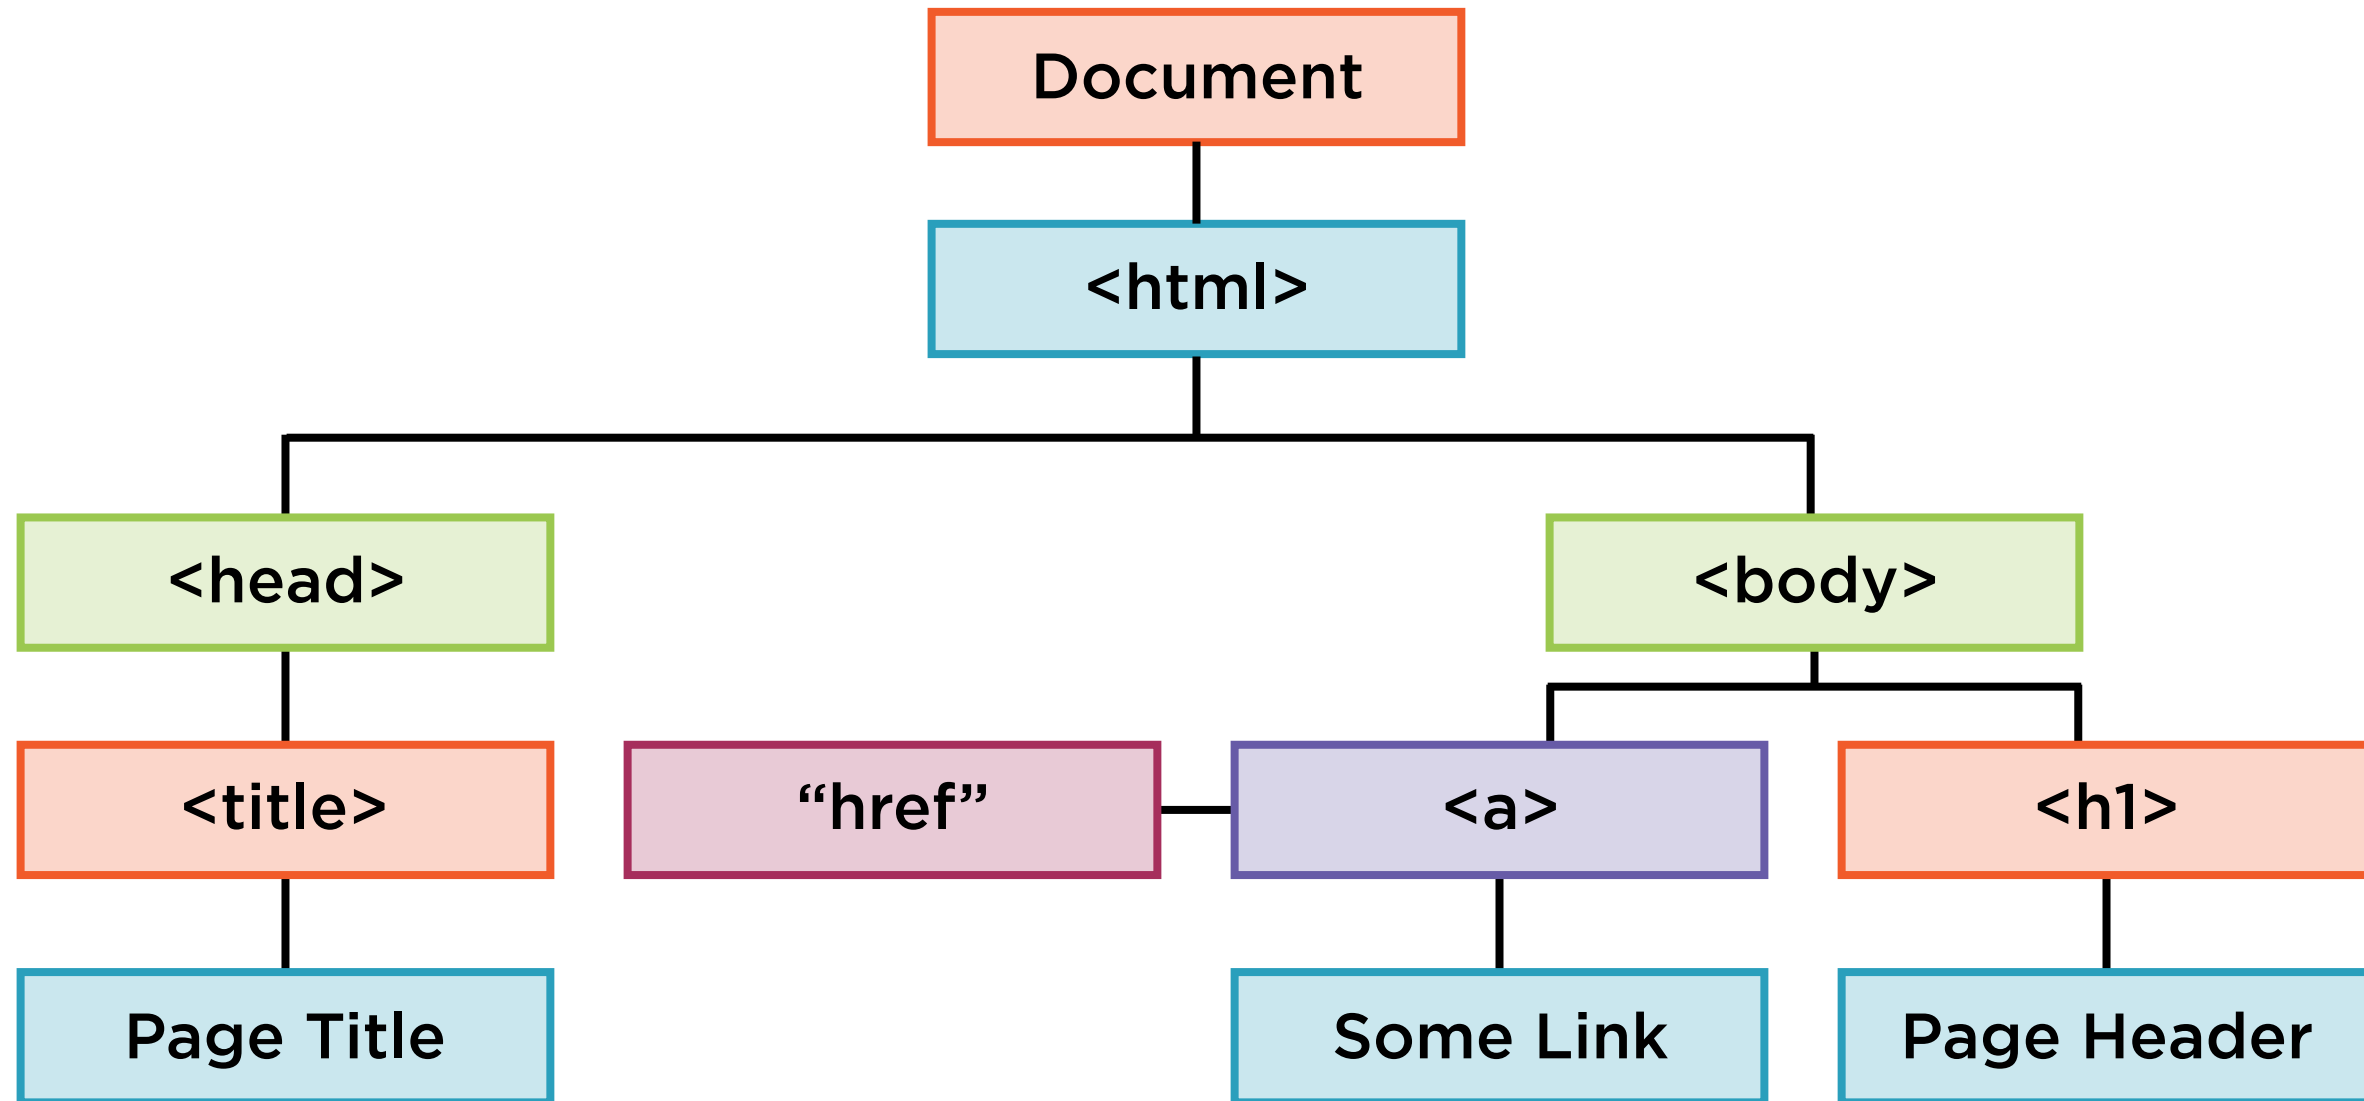 Document
<html>
<head>
<body>
<title>
“href”
<a>
<h1>
Page Title
Some Link
Page Header